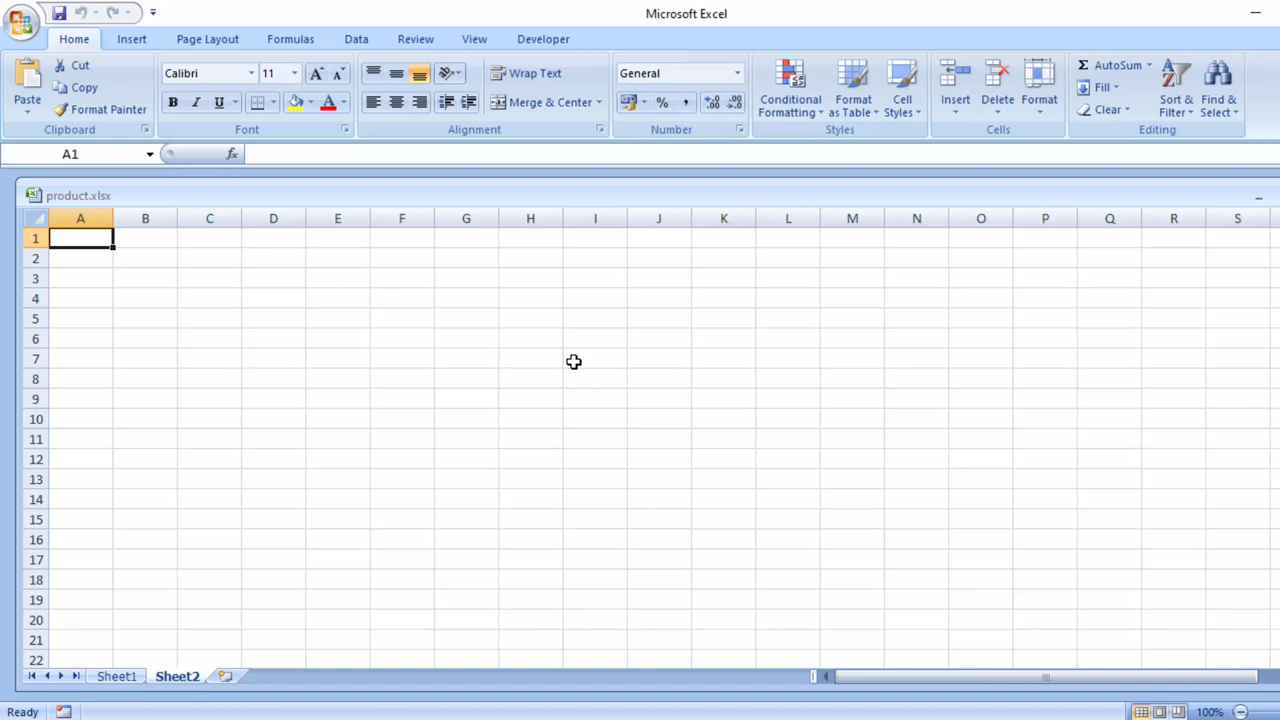 Microsoft Excel
Home Insert Page Layout Formulas Data Review View Developer
Paste
Cut
Copy
Format Painter
Clipboard
Calibri 11
B I U
Font
Wrap Text
Merge & Center
Alignment
General
% ,
Number
Conditional Formatting
Format as Table
Cell Styles
Styles
Insert Delete Format
Cells
Σ AutoSum
Fill
Clear
Sort & Filter
Find & Select
Editing
A1 fx
product.xlsx
A B C D E F G H I J K L M N O P Q R S
1
2
3
4
5
6
7
8
9
10
11
12
13
14
15
16
17
18
19
20
21
22
Sheet1 Sheet2
Ready 100%